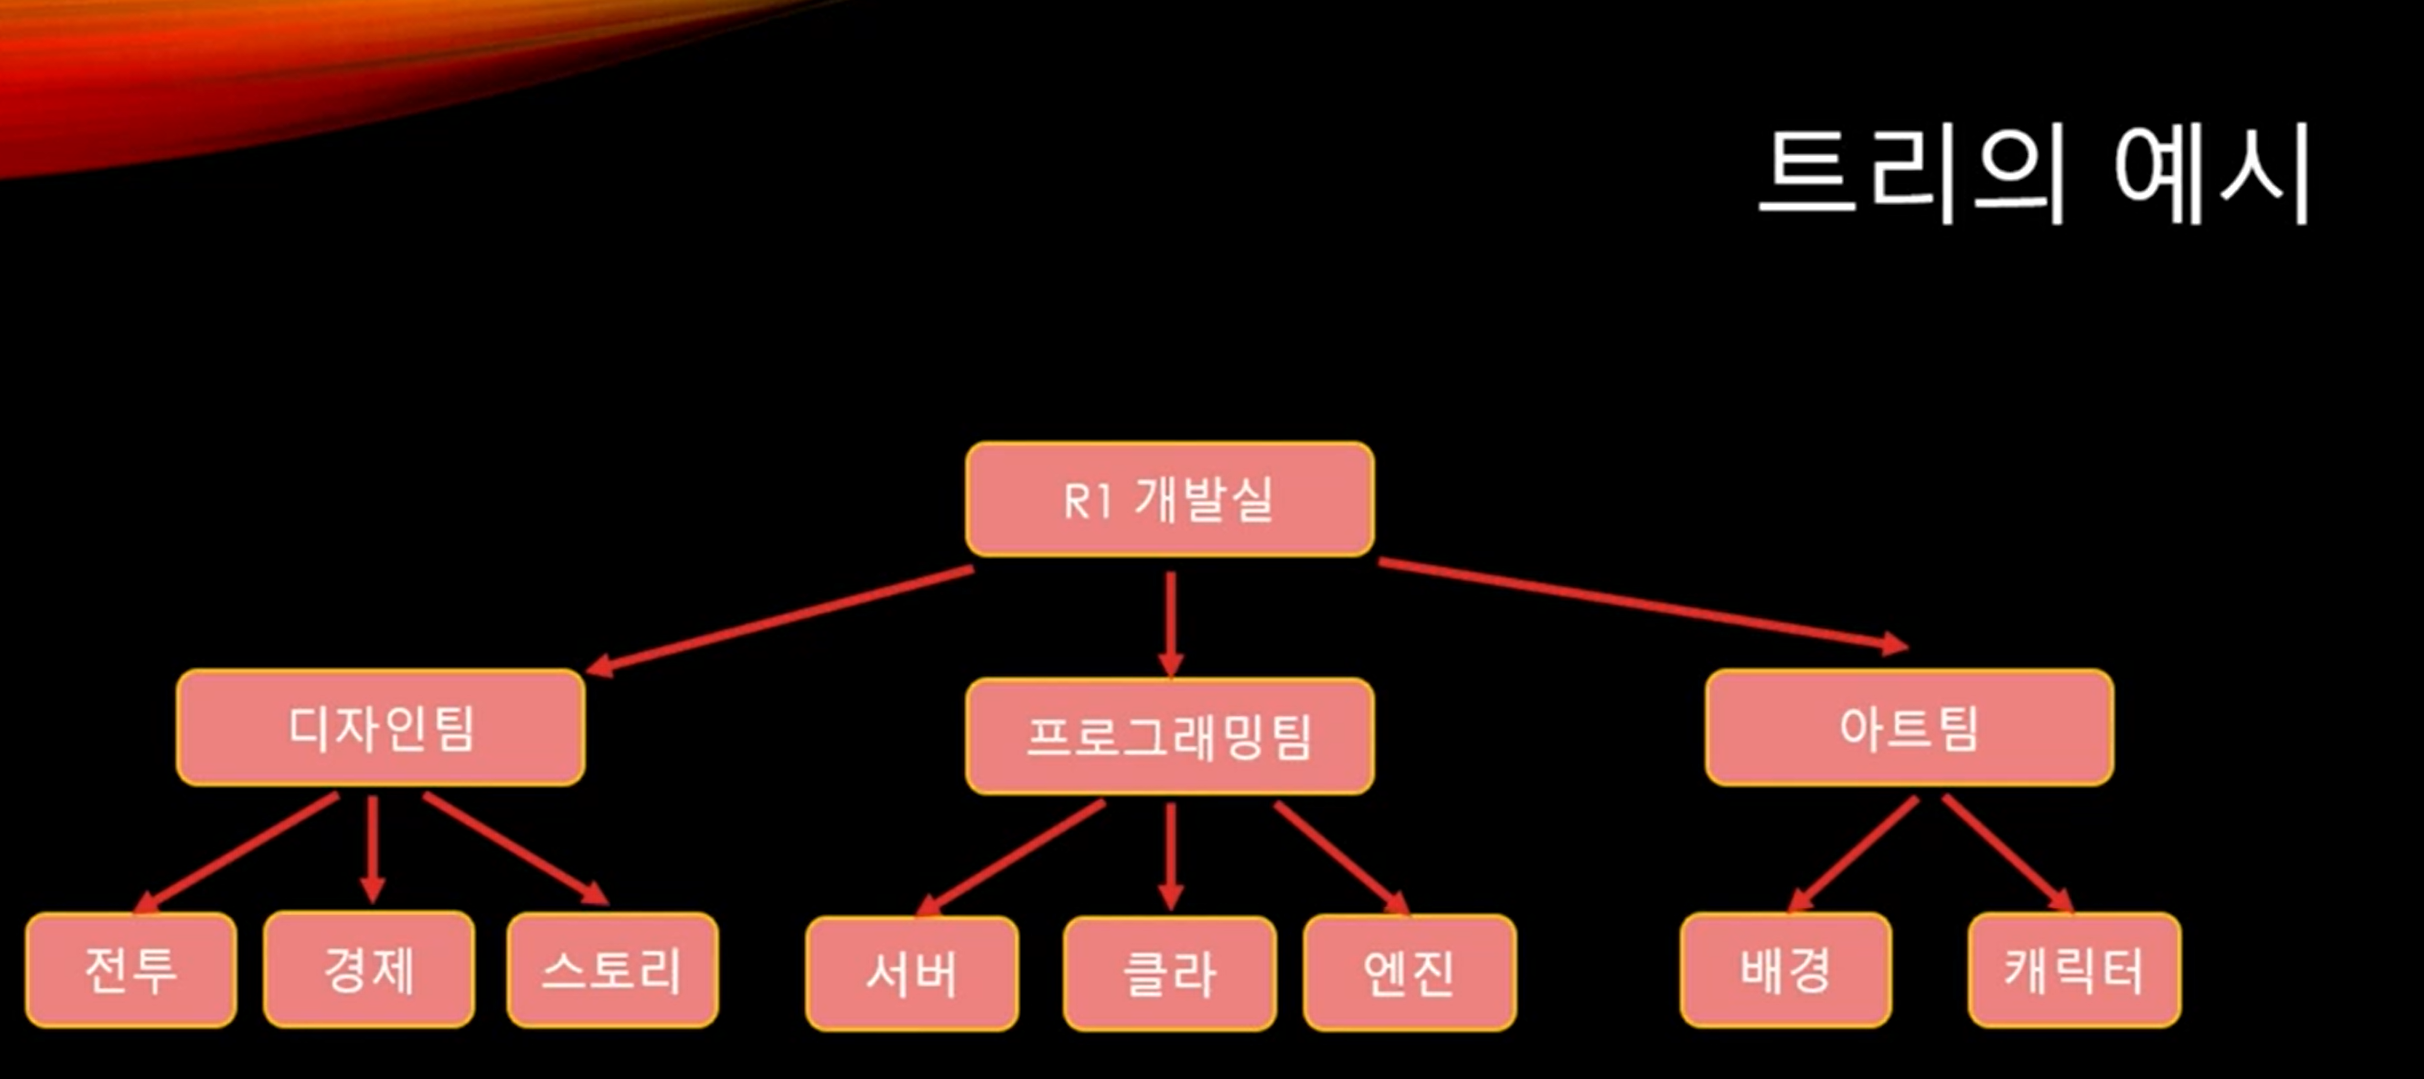 트리의 예시
R1 개발실
디자인팀
프로그래밍팀
아트팀
전투
경제
스토리
서버
클라
엔진
배경
캐릭터